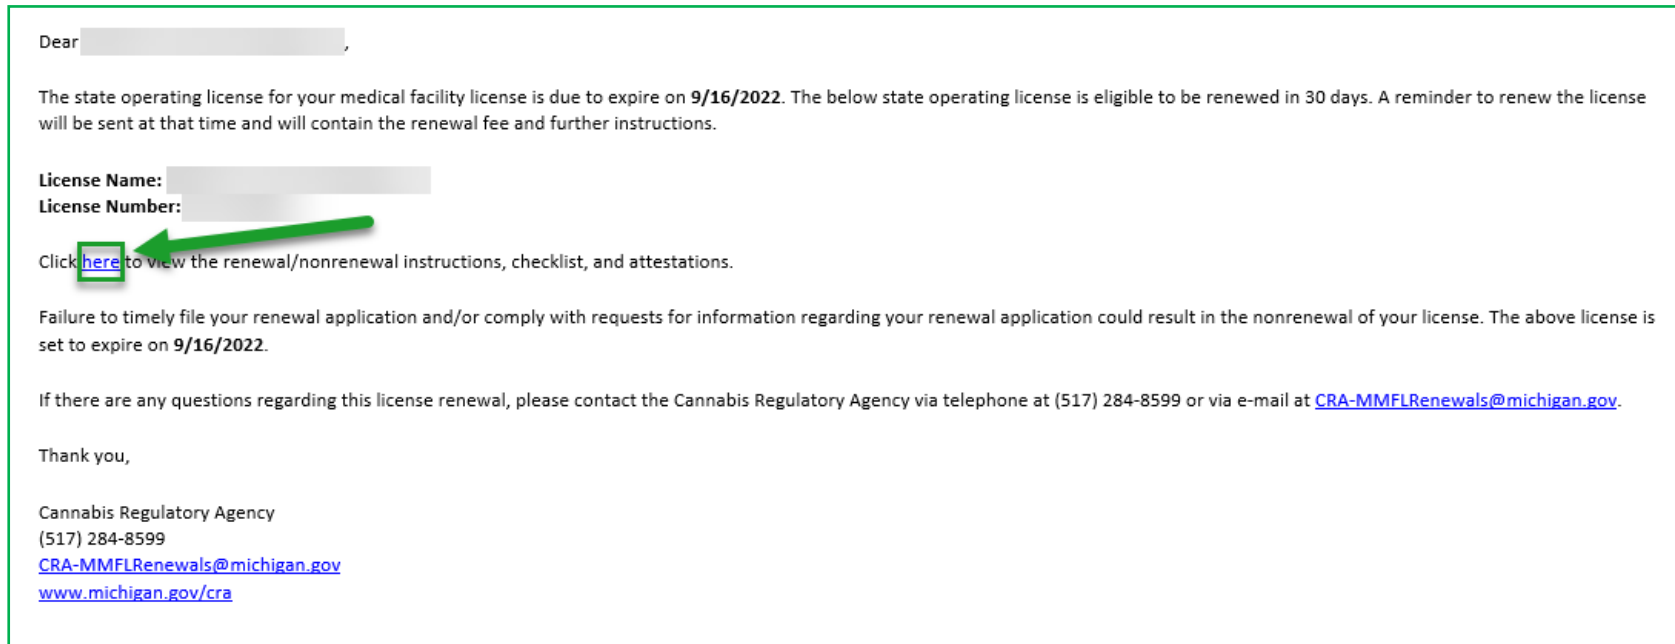 Dear ,
The state operating license for your medical facility license is due to expire on 9/16/2022. The below state operating license is eligible to be renewed in 30 days. A reminder to renew the license
will be sent at that time and will contain the renewal fee and further instructions.
License Name:
License Number:
Click here to view the renewal/nonrenewal instructions, checklist, and attestations.
Failure to timely file your renewal application and/or comply with requests for information regarding your renewal application could result in the nonrenewal of your license. The above license is
set to expire on 9/16/2022.
If there are any questions regarding this license renewal, please contact the Cannabis Regulatory Agency via telephone at (517) 284-8599 or via e-mail at CRA-MMFLRenewals@michigan.gov.
Thank you,
Cannabis Regulatory Agency
(517) 284-8599
CRA-MMFLRenewals@michigan.gov
www.michigan.gov/cra